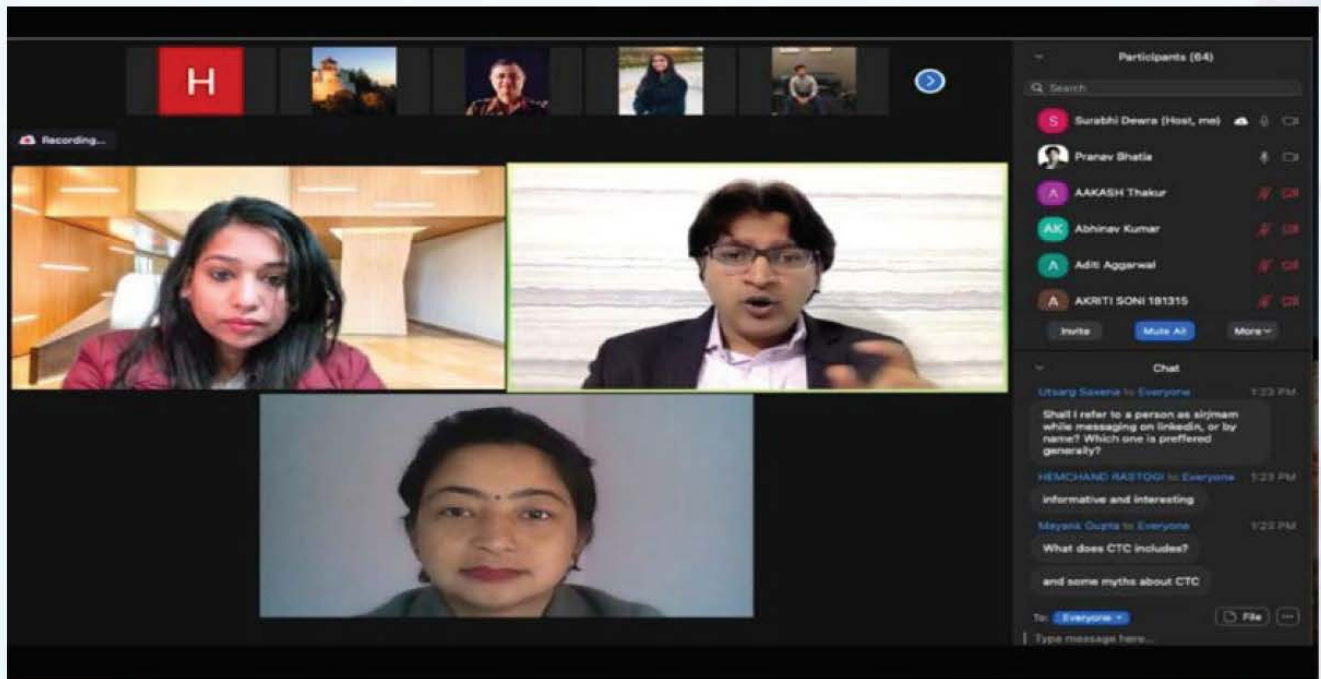 H
Recording...
Participants (64)
Search
S Surabhi Dewra (Host, me)
Pranav Bhatia
A AAKASH Thakur
AK Abhinav Kumar
A Aditi Aggarwal
A AKRITI SONI 181315
Invite
Mute All
More
Chat
Utsarg Saxena to Everyone 1:23 PM
Shall I refer to a person as sir|mam
while messaging on linkedin, or by
name? Which one is preffered
generally?
HEMCHAND RASTOGI to Everyone 1:23 PM
informative and interesting
Mayank Gupta to Everyone 1:23 PM
What does CTC includes?
and some myths about CTC
To: Everyone
File
Type message here...